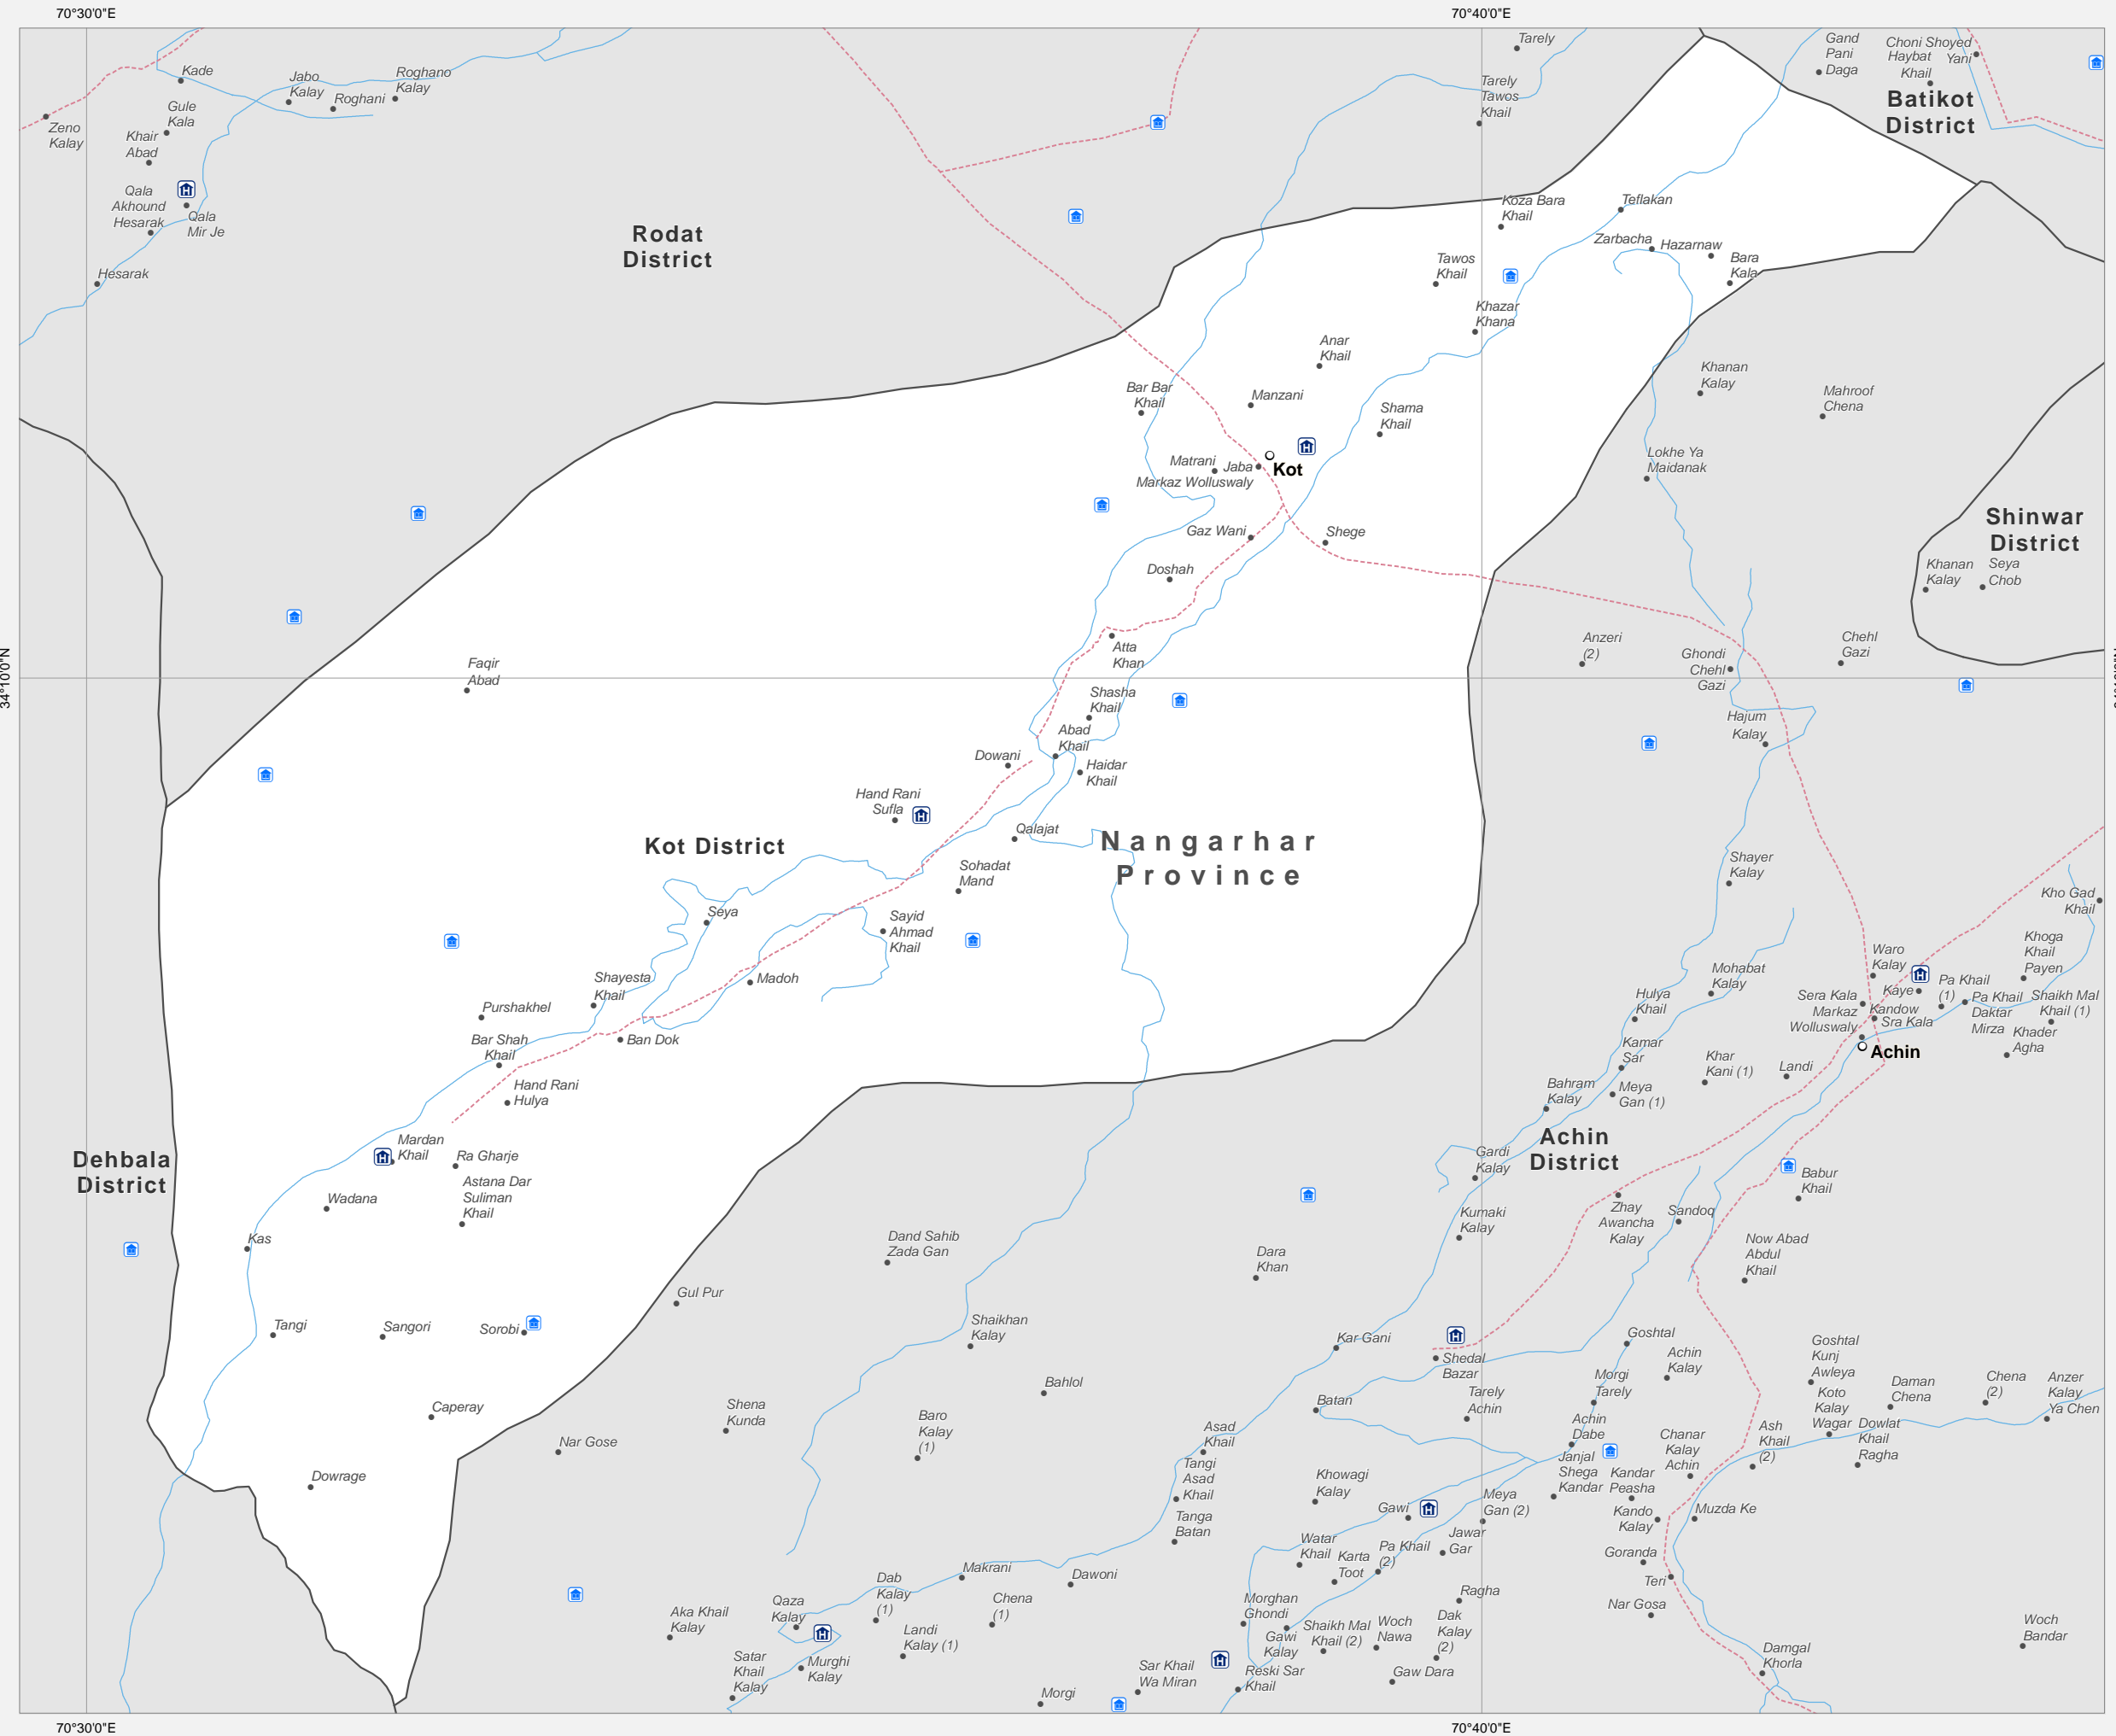 70°30'0"E
70°40'0"E
Kade
Jabo
Kalay
Roghano
Kalay
Roghani
Gule
Kala
Zeno
Kalay
Khair
Abad
Qala
Akhound
Hesarak
Qala
Mir Je
Hesarak
Rodat
District
Tarely
Tarely
Tawos
Khail
Gand
Pani
Daga
Choni Shoyed
Yani
Haybat
Khail
Batikot
District
Koza Bara
Khail
Teflakan
Zarbacha
Hazarnaw
Bara
Kala
Tawos
Khail
Khazar
Khana
Anar
Khail
Manzani
Bar Bar
Khail
Shama
Khail
Khanan
Kalay
Mahroof
Chena
Matrani
Jaba
Kot
Markaz Wolluswaly
Lokhe Ya
Maidanak
Gaz Wani
Shege
Doshah
Shinwar
District
Khanan
Kalay
Seya
Chob
34°10'0"N
Faqir
Abad
Atta
Khan
Shasha
Khail
Abad
Khail
Dowani
Haidar
Khail
Anzeri
(2)
Ghondi
Chehl
Gazi
Chehl
Gazi
Hajum
Kalay
Hand Rani
Sufla
Kot District
Qalajat
Nangarhar
Province
Sohadat
Mand
Seya
Sayid
Ahmad
Khail
Shayer
Kalay
Kho Gad
Khail
Shayesta
Khail
Madoh
Purshakhel
Ban Dok
Bar Shah
Khail
Hand Rani
Hulya
Mohabat
Kalay
Hulya
Khail
Waro
Kalay
Kaye
Khoga
Khail
Payen
Pa Khail
(1)
Sera Kala
Markaz
Wolluswaly
Kandow
Sra Kala
Pa Khail
Daktar
Mirza
Shaikh Mal
Khail (1)
Khader
Agha
Achin
Kamar
Sar
Khar
Kani (1)
Landi
Meya
Gan (1)
Bahram
Kalay
Achin
District
Dehbala
District
Mardan
Khail
Ra Gharje
Astana Dar
Suliman
Khail
Wadana
Kas
Gardi
Kalay
Babur
Khail
Zhay
Awancha
Kalay
Sandoq
Kumaki
Kalay
Now Abad
Abdul
Khail
Dand Sahib
Zada Gan
Dara
Khan
Gul Pur
Tangi
Sangori
Sorobi
Shaikhan
Kalay
Kar Gani
Shedal
Bazar
Goshtal
Achin
Kalay
Goshtal
Kunj
Awleya
Bahlol
Caperay
Shena
Kunda
Baro
Kalay
(1)
Batan
Tarely
Achin
Morgi
Tarely
Achin
Dabe
Koto
Kalay
Wagar
Daman
Chena
Chena
(2)
Anzer
Kalay
Ya Chen
Nar Gose
Asad
Khail
Tangi
Asad
Khail
Chanar
Kalay
Achin
Ash
Khail
(2)
Dowlat
Khail
Ragha
Dowrage
Janjal
Shega
Kandar
Kandar
Peasha
Khowagi
Kalay
Gawi
Meya
Gan (2)
Kando
Kalay
Muzda Ke
Tanga
Batan
Watar
Khail
Karta
Toot
Pa Khail
(2)
Jawar
Gar
Goranda
Teri
Makrani
Dawoni
Dab
Kalay
(1)
Chena
(1)
Qaza
Kalay
Aka Khail
Kalay
Landi
Kalay (1)
Ragha
Nar Gosa
Morghan
Ghondi
Gawi
Kalay
Shaikh Mal
Khail (2)
Woch
Nawa
Dak
Kalay
(2)
Woch
Bandar
Satar
Khail
Kalay
Murghi
Kalay
Sar Khail
Wa Miran
Reski Sar
Khail
Gaw Dara
Damgal
Khorla
Morgi
70°30'0"E
70°40'0"E